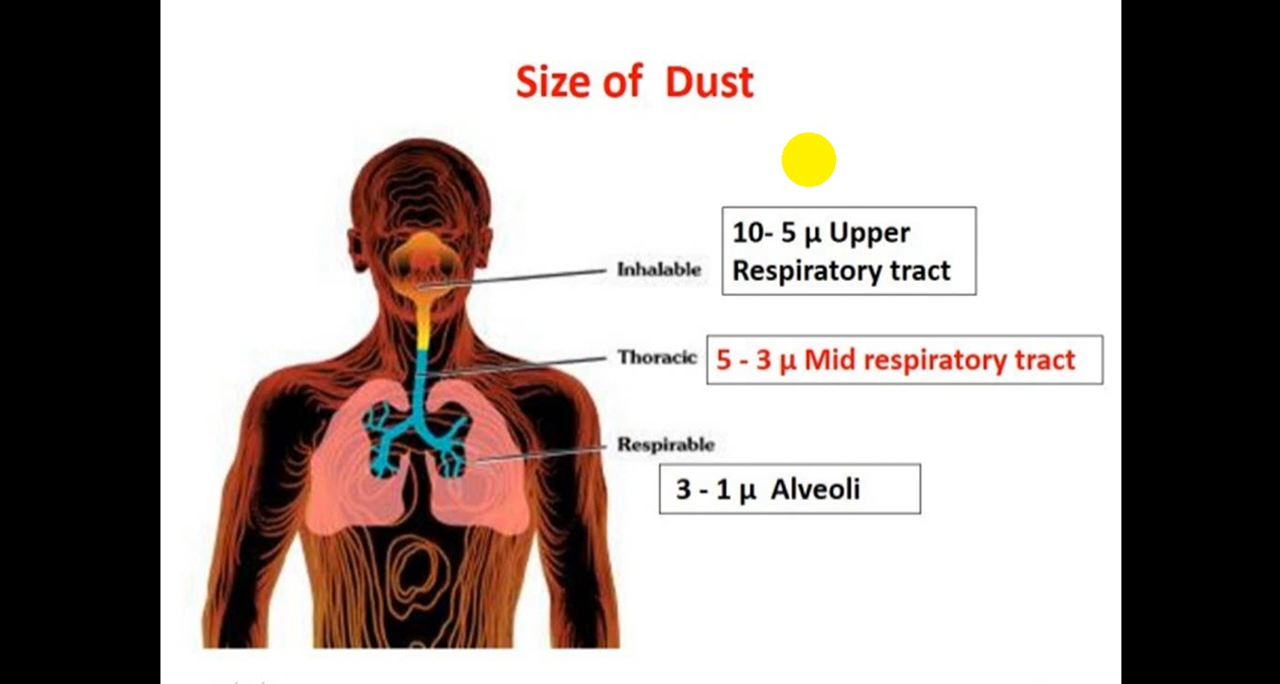 Size of Dust
10- 5 µ Upper
Respiratory tract
Inhalable
Thoracic
5 - 3 µ Mid respiratory tract
Respirable
3 - 1 µ Alveoli